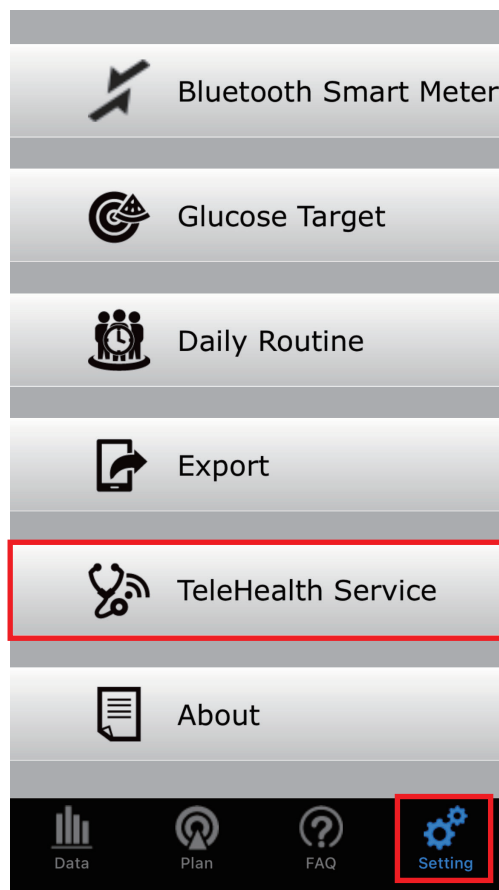 Bluetooth Smart Meter
Glucose Target
Daily Routine
Export
TeleHealth Service
About
Data
Plan
FAQ
Setting